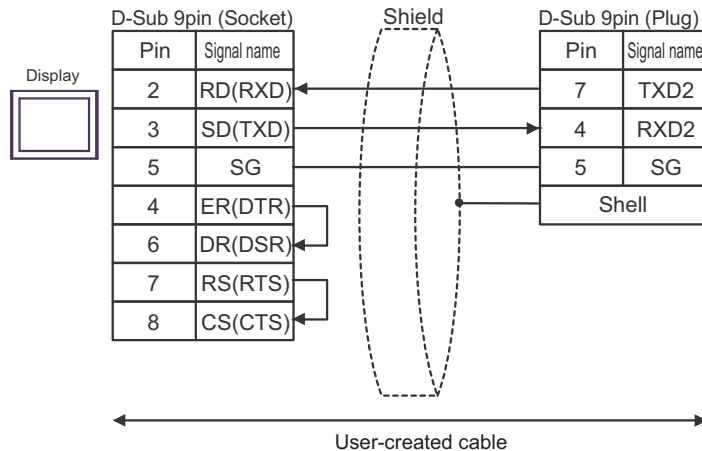 D-Sub 9pin (Socket) Shield D-Sub 9pin (Plug)
Pin Signal name Pin Signal name
Display
2 RD(RXD) 7 TXD2
3 SD(TXD) 4 RXD2
5 SG 5 SG
4 ER(DTR) Shell
6 DR(DSR)
7 RS(RTS)
8 CS(CTS)
User-created cable